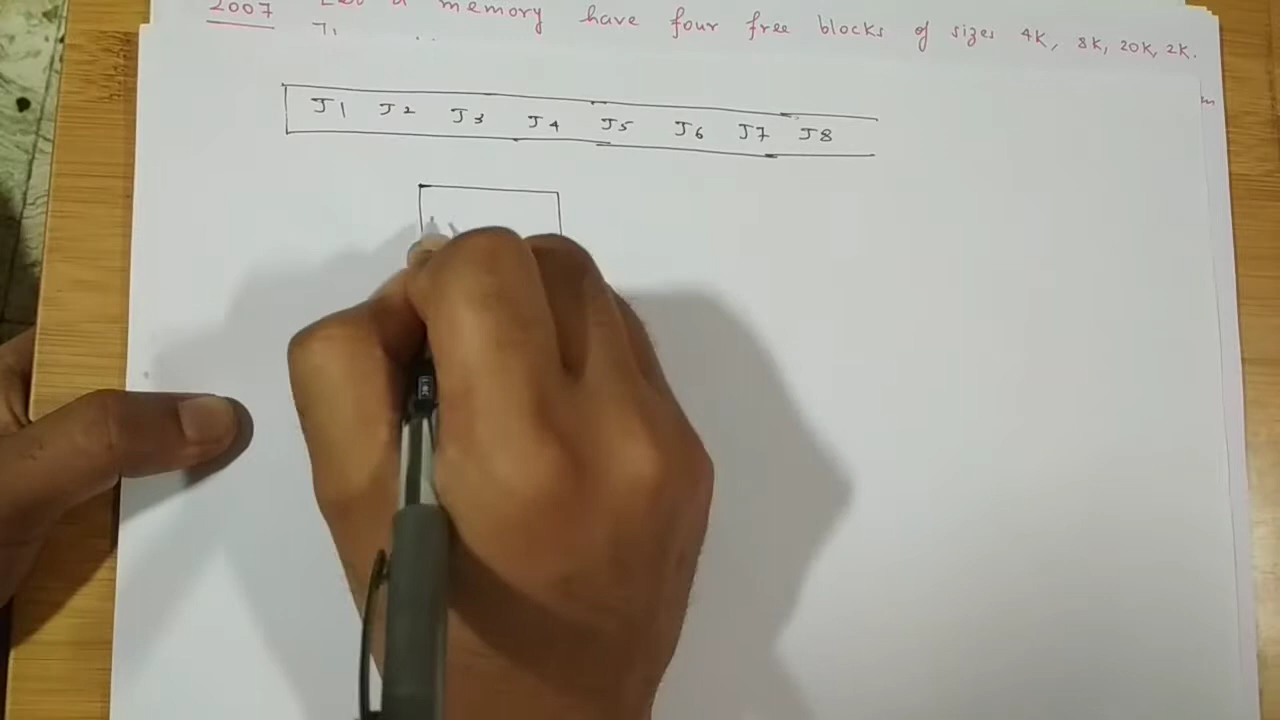 2007 Let a memory have four free blocks of sizes 4K, 8K, 20K, 2K.
J1 J2 J3 J4 J5 J6 J7 J8